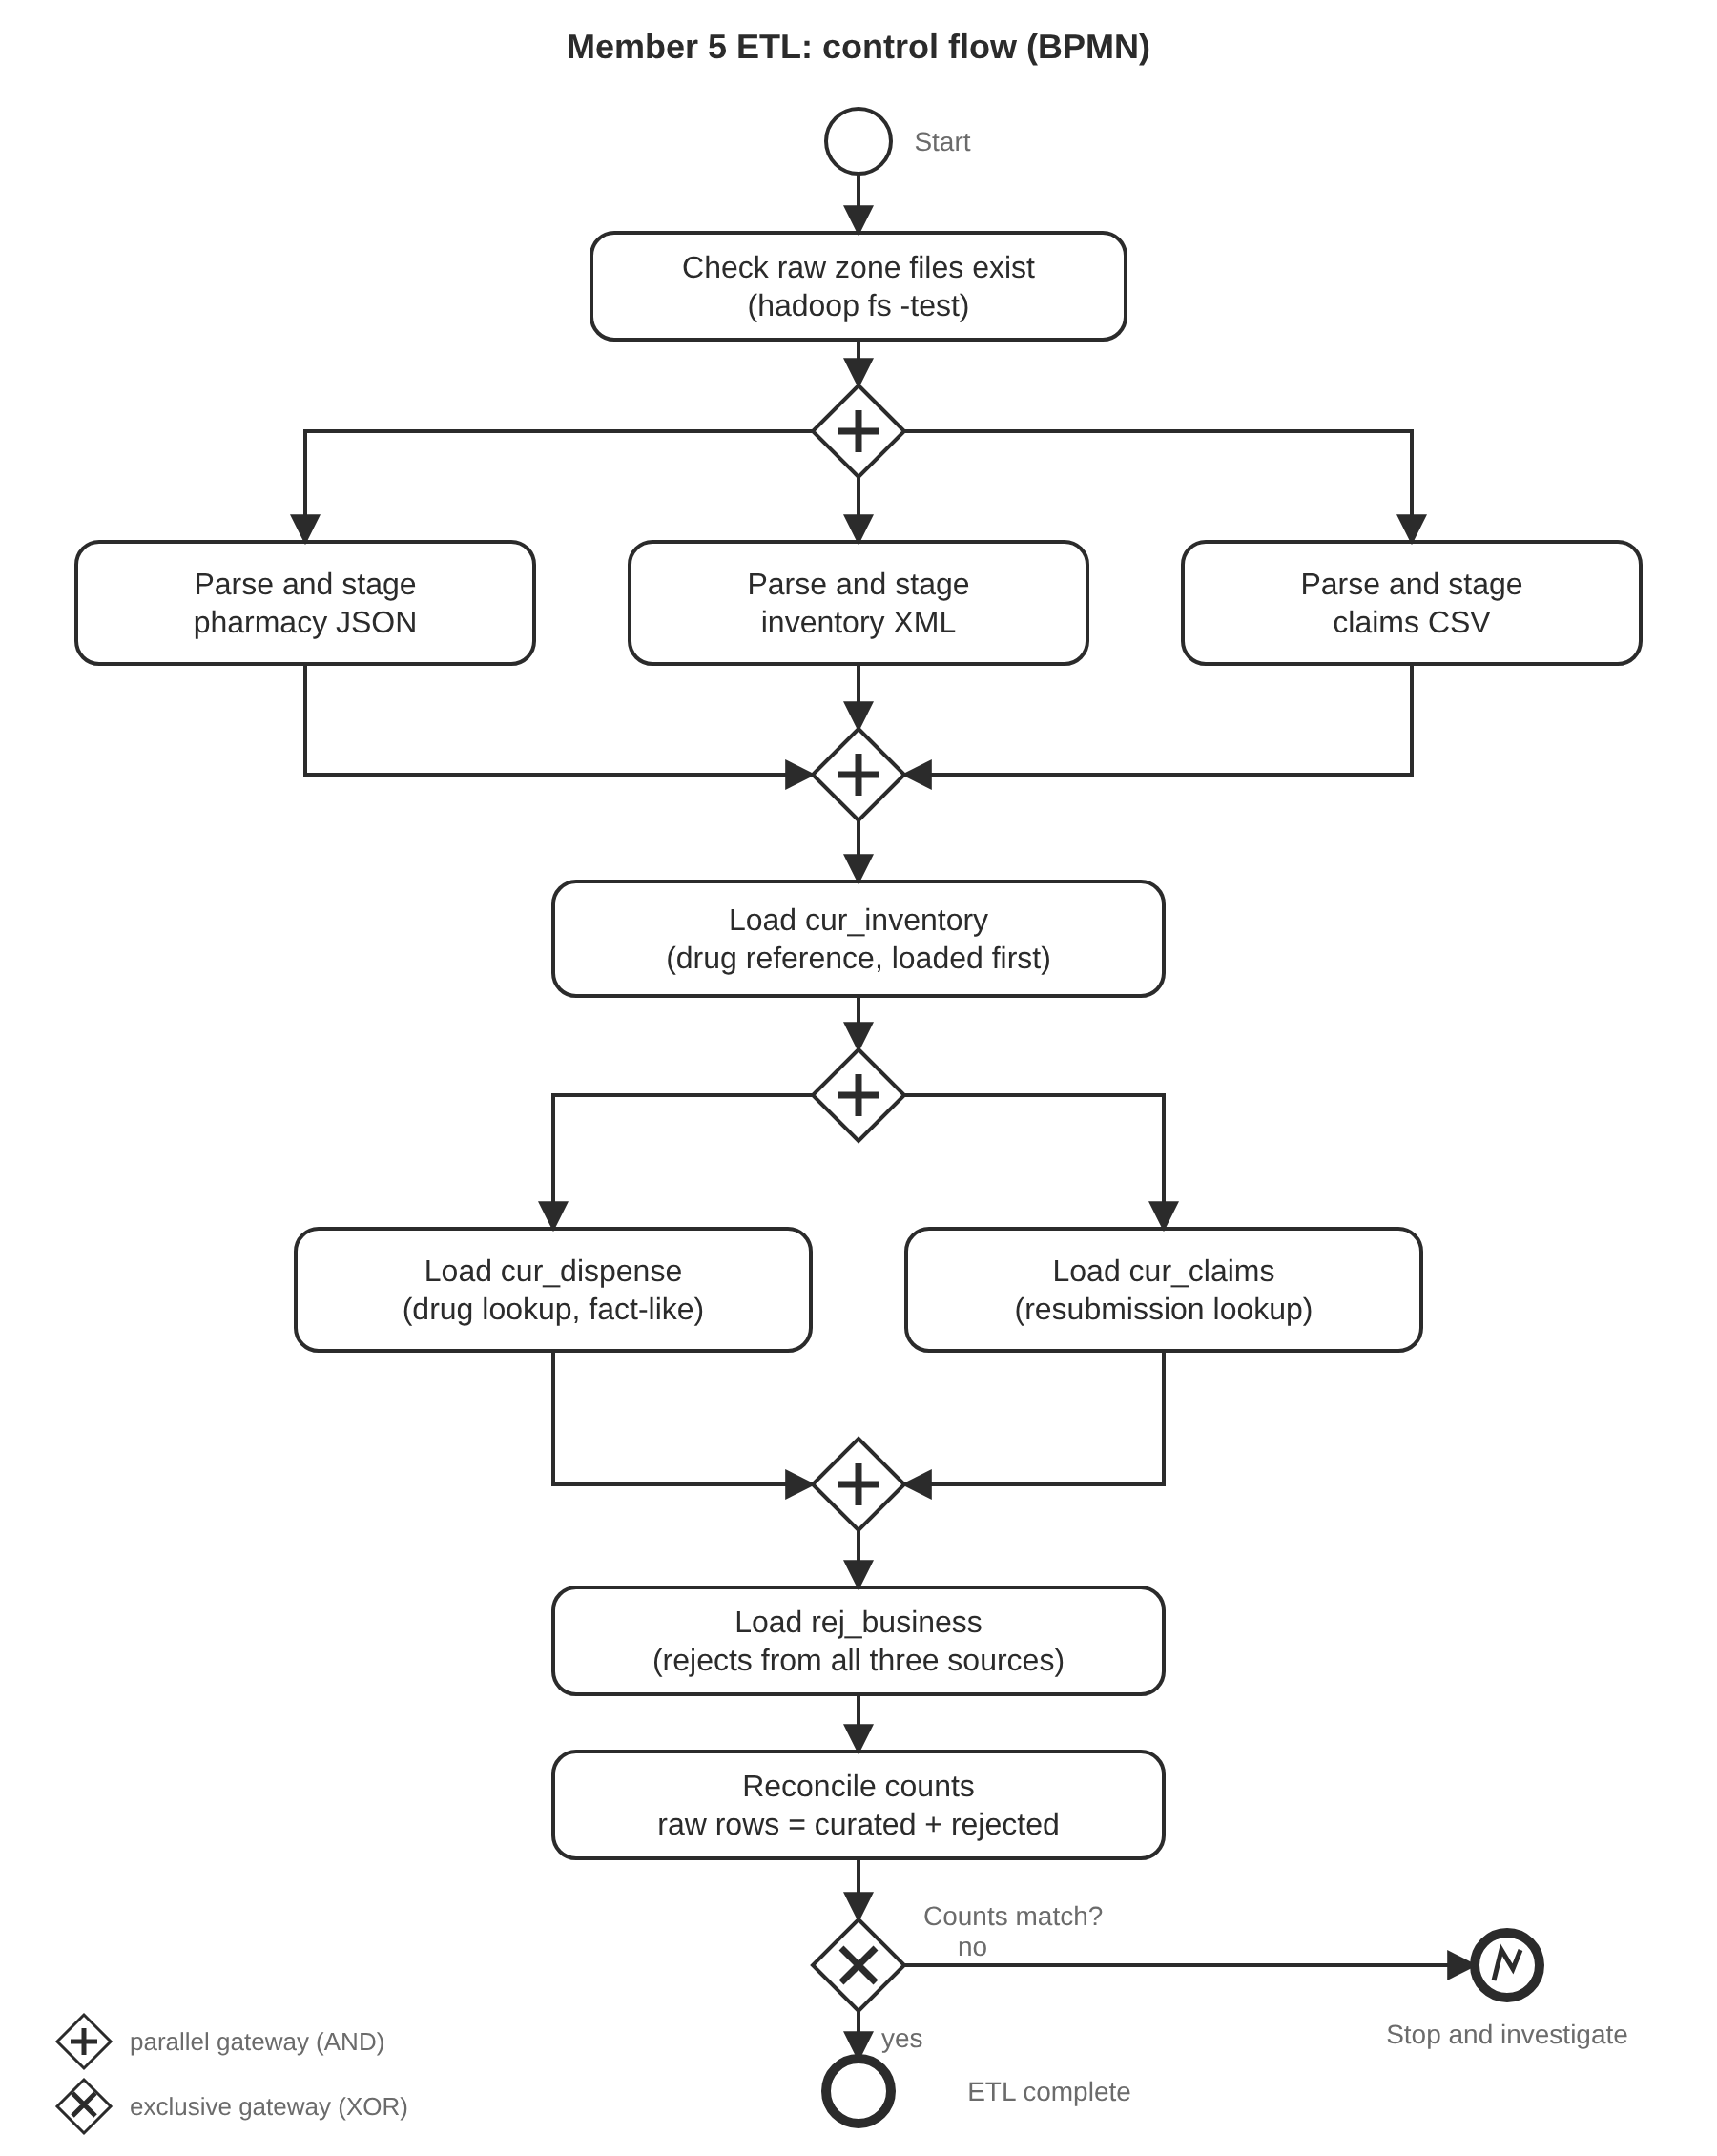 Member 5 ETL: control flow (BPMN)
Start
Check raw zone files exist
(hadoop fs -test)
Parse and stage
pharmacy JSON
Parse and stage
inventory XML
Parse and stage
claims CSV
Load cur_inventory
(drug reference, loaded first)
Load cur_dispense
(drug lookup, fact-like)
Load cur_claims
(resubmission lookup)
Load rej_business
(rejects from all three sources)
Reconcile counts
raw rows = curated + rejected
Counts match?
no
Stop and investigate
yes
ETL complete
parallel gateway (AND)
exclusive gateway (XOR)